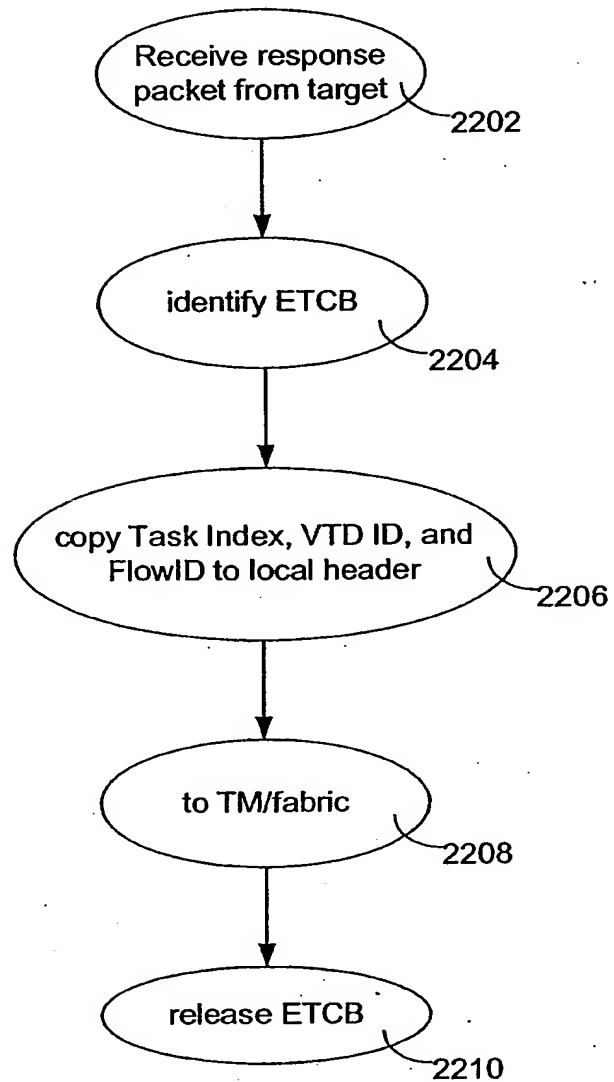 Receive response
packet from target
2202
identify ETCB
2204
copy Task Index, VTD ID, and
FlowID to local header
2206
to TM/fabric
2208
release ETCB
2210